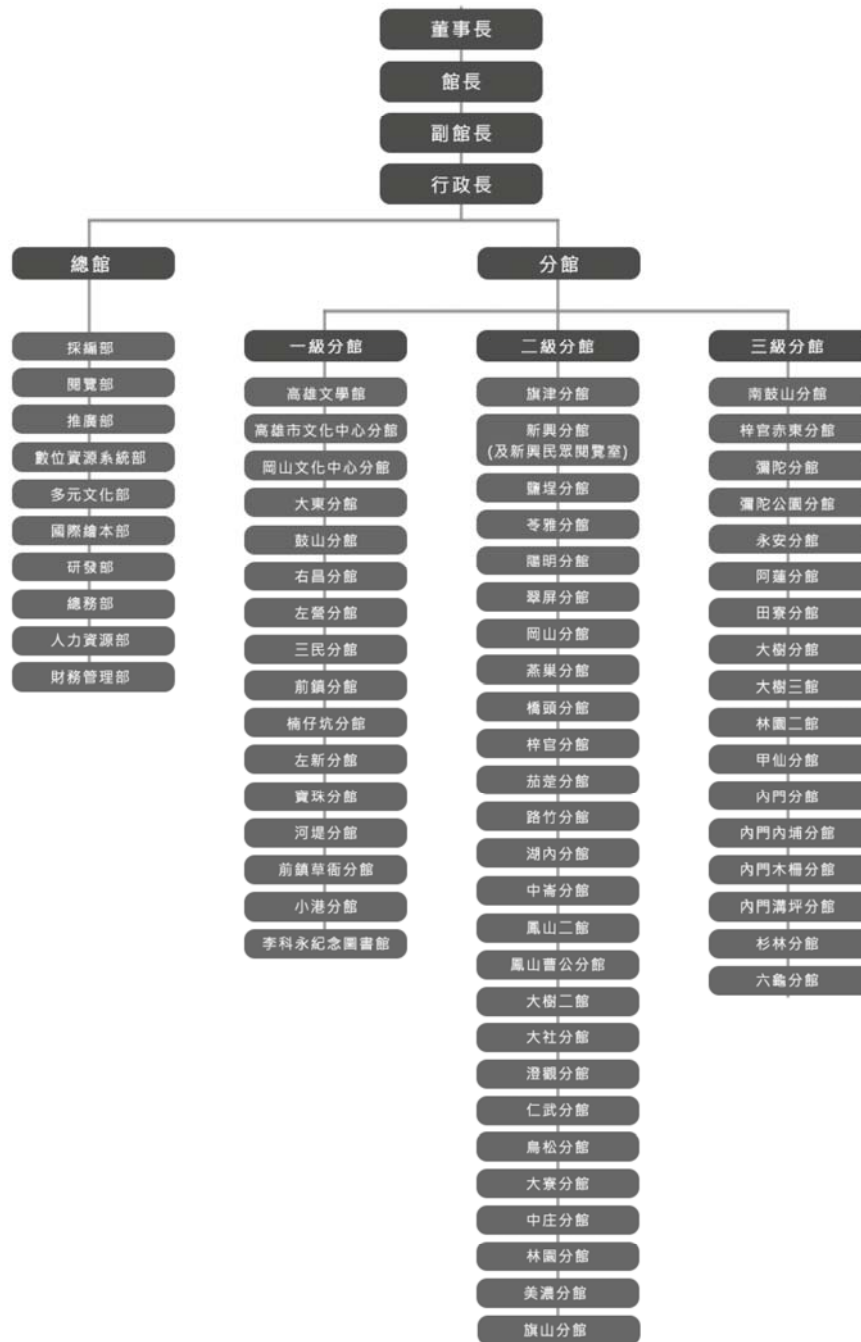 董事長
館長
副館長
行政長
總館
採編部
閱覽部
推廣部
數位資源系統部
多元文化部
國際繪本部
研發部
總務部
人力資源部
財務管理部
分館
一級分館
高雄文學館
高雄市文化中心分館
岡山文化中心分館
大東分館
鼓山分館
右昌分館
左營分館
三民分館
前鎮分館
楠仔坑分館
左新分館
寶珠分館
河堤分館
前鎮草衙分館
小港分館
李科永紀念圖書館
二級分館
旗津分館
新興分館
(及新興民眾閱覽室)
鹽埕分館
苓雅分館
陽明分館
翠屏分館
岡山分館
燕巢分館
橋頭分館
梓官分館
茄萣分館
路竹分館
湖內分館
中崙分館
鳳山二館
鳳山曹公分館
大樹二館
大社分館
澄觀分館
仁武分館
鳥松分館
大寮分館
中庄分館
林園分館
美濃分館
旗山分館
三級分館
南鼓山分館
梓官赤東分館
彌陀分館
彌陀公園分館
永安分館
阿蓮分館
田寮分館
大樹分館
大樹三館
林園二館
甲仙分館
內門分館
內門內埔分館
內門木柵分館
內門溝坪分館
杉林分館
六龜分館